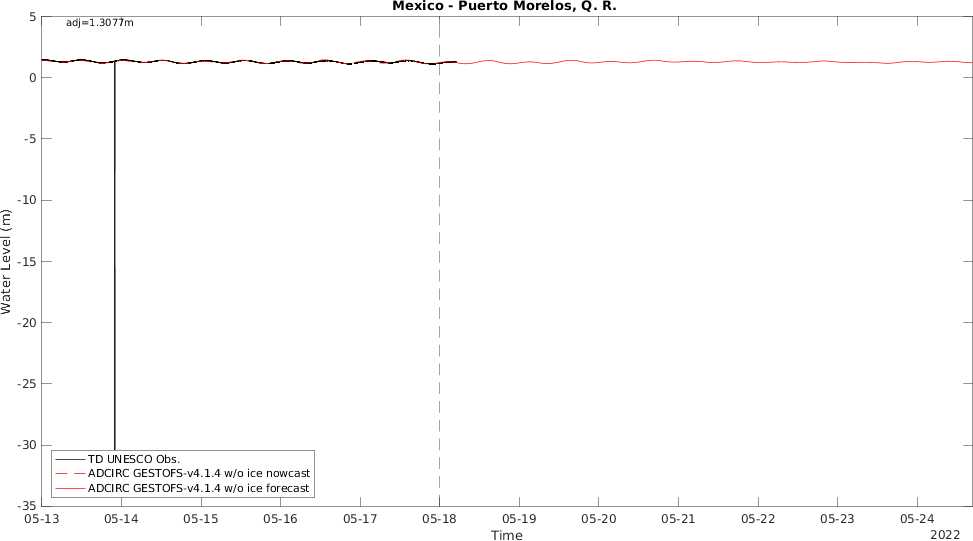 Mexico - Puerto Morelos, Q. R.
adj=1.3077m
5
0
-5
-10
-15
-20
-25
-30
-35
Water Level (m)
TD UNESCO Obs.
ADCIRC GESTOFS-v4.1.4 w/o ice nowcast
ADCIRC GESTOFS-v4.1.4 w/o ice forecast
05-13 05-14 05-15 05-16 05-17 05-18 05-19 05-20 05-21 05-22 05-23 05-24
Time
2022